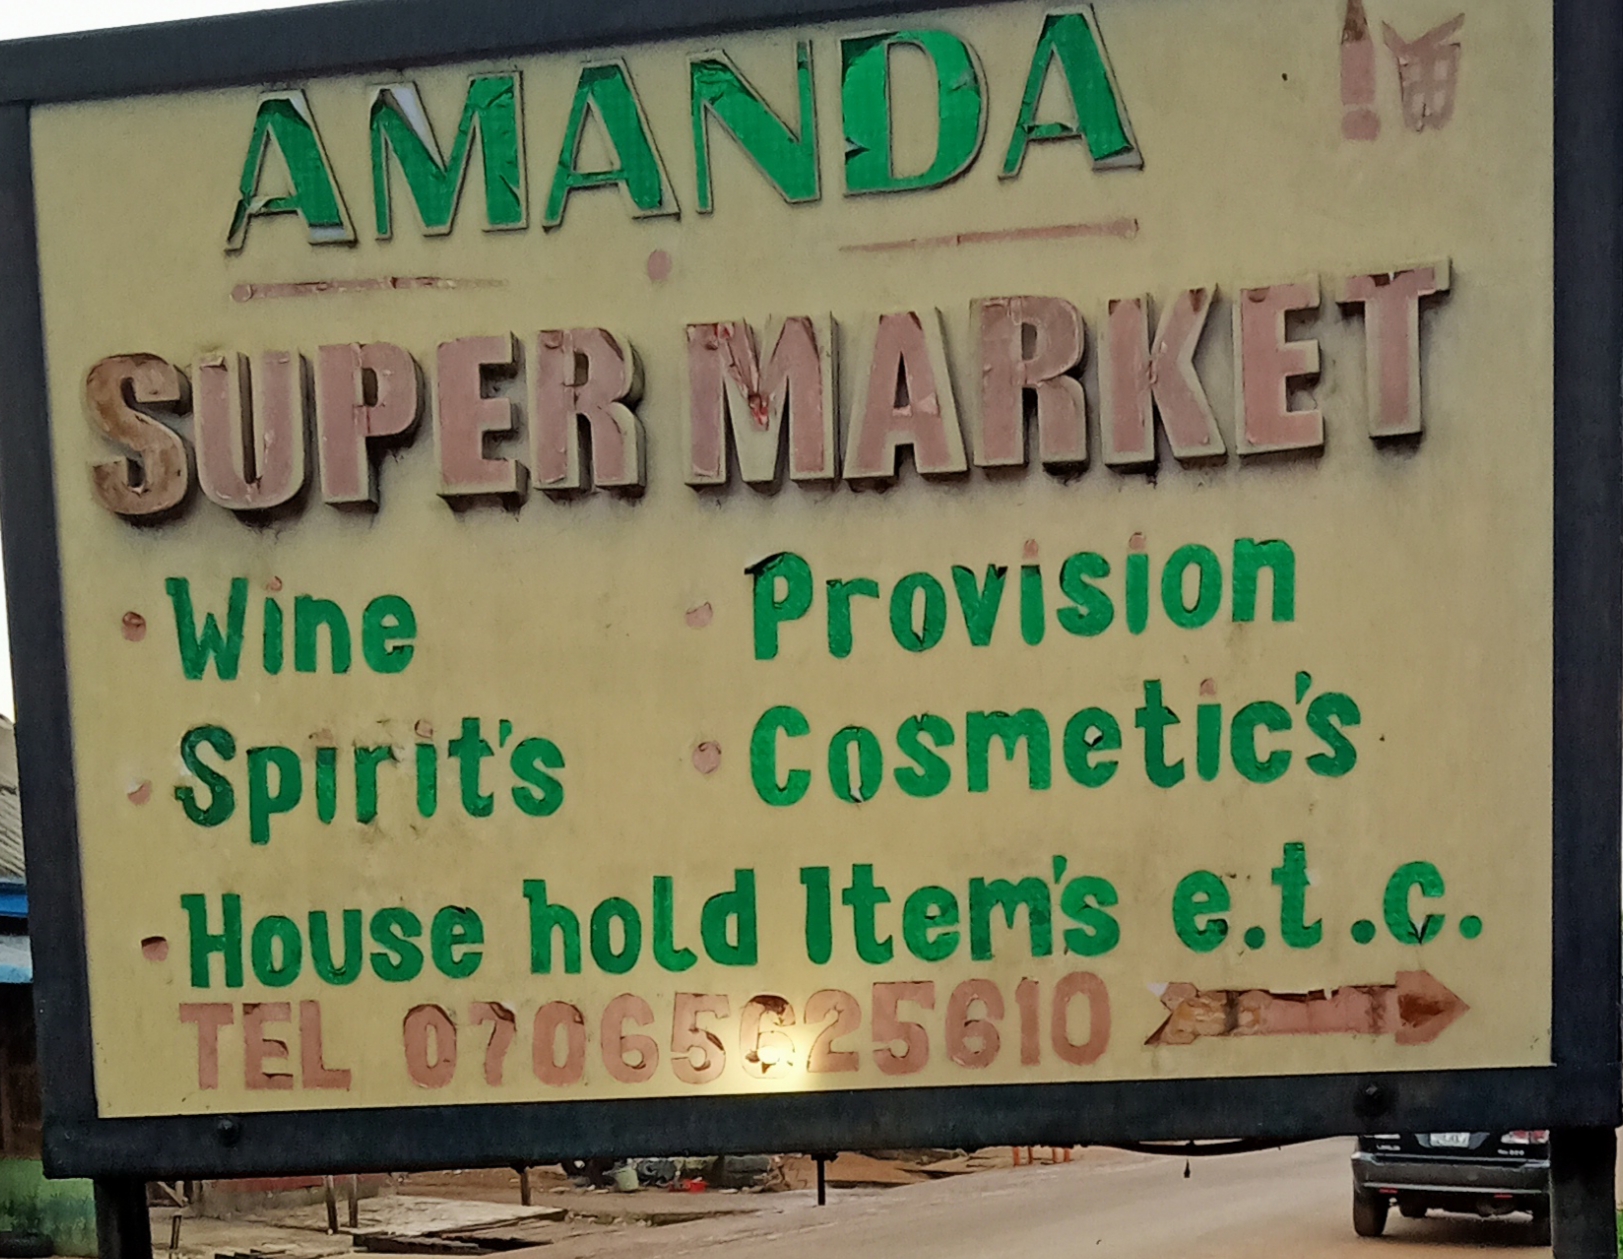 AMANDA
SUPER MARKET
• Wine • Provision
• Spirit's • Cosmetic's
• House hold Item's e.t.c.
TEL 07065625610